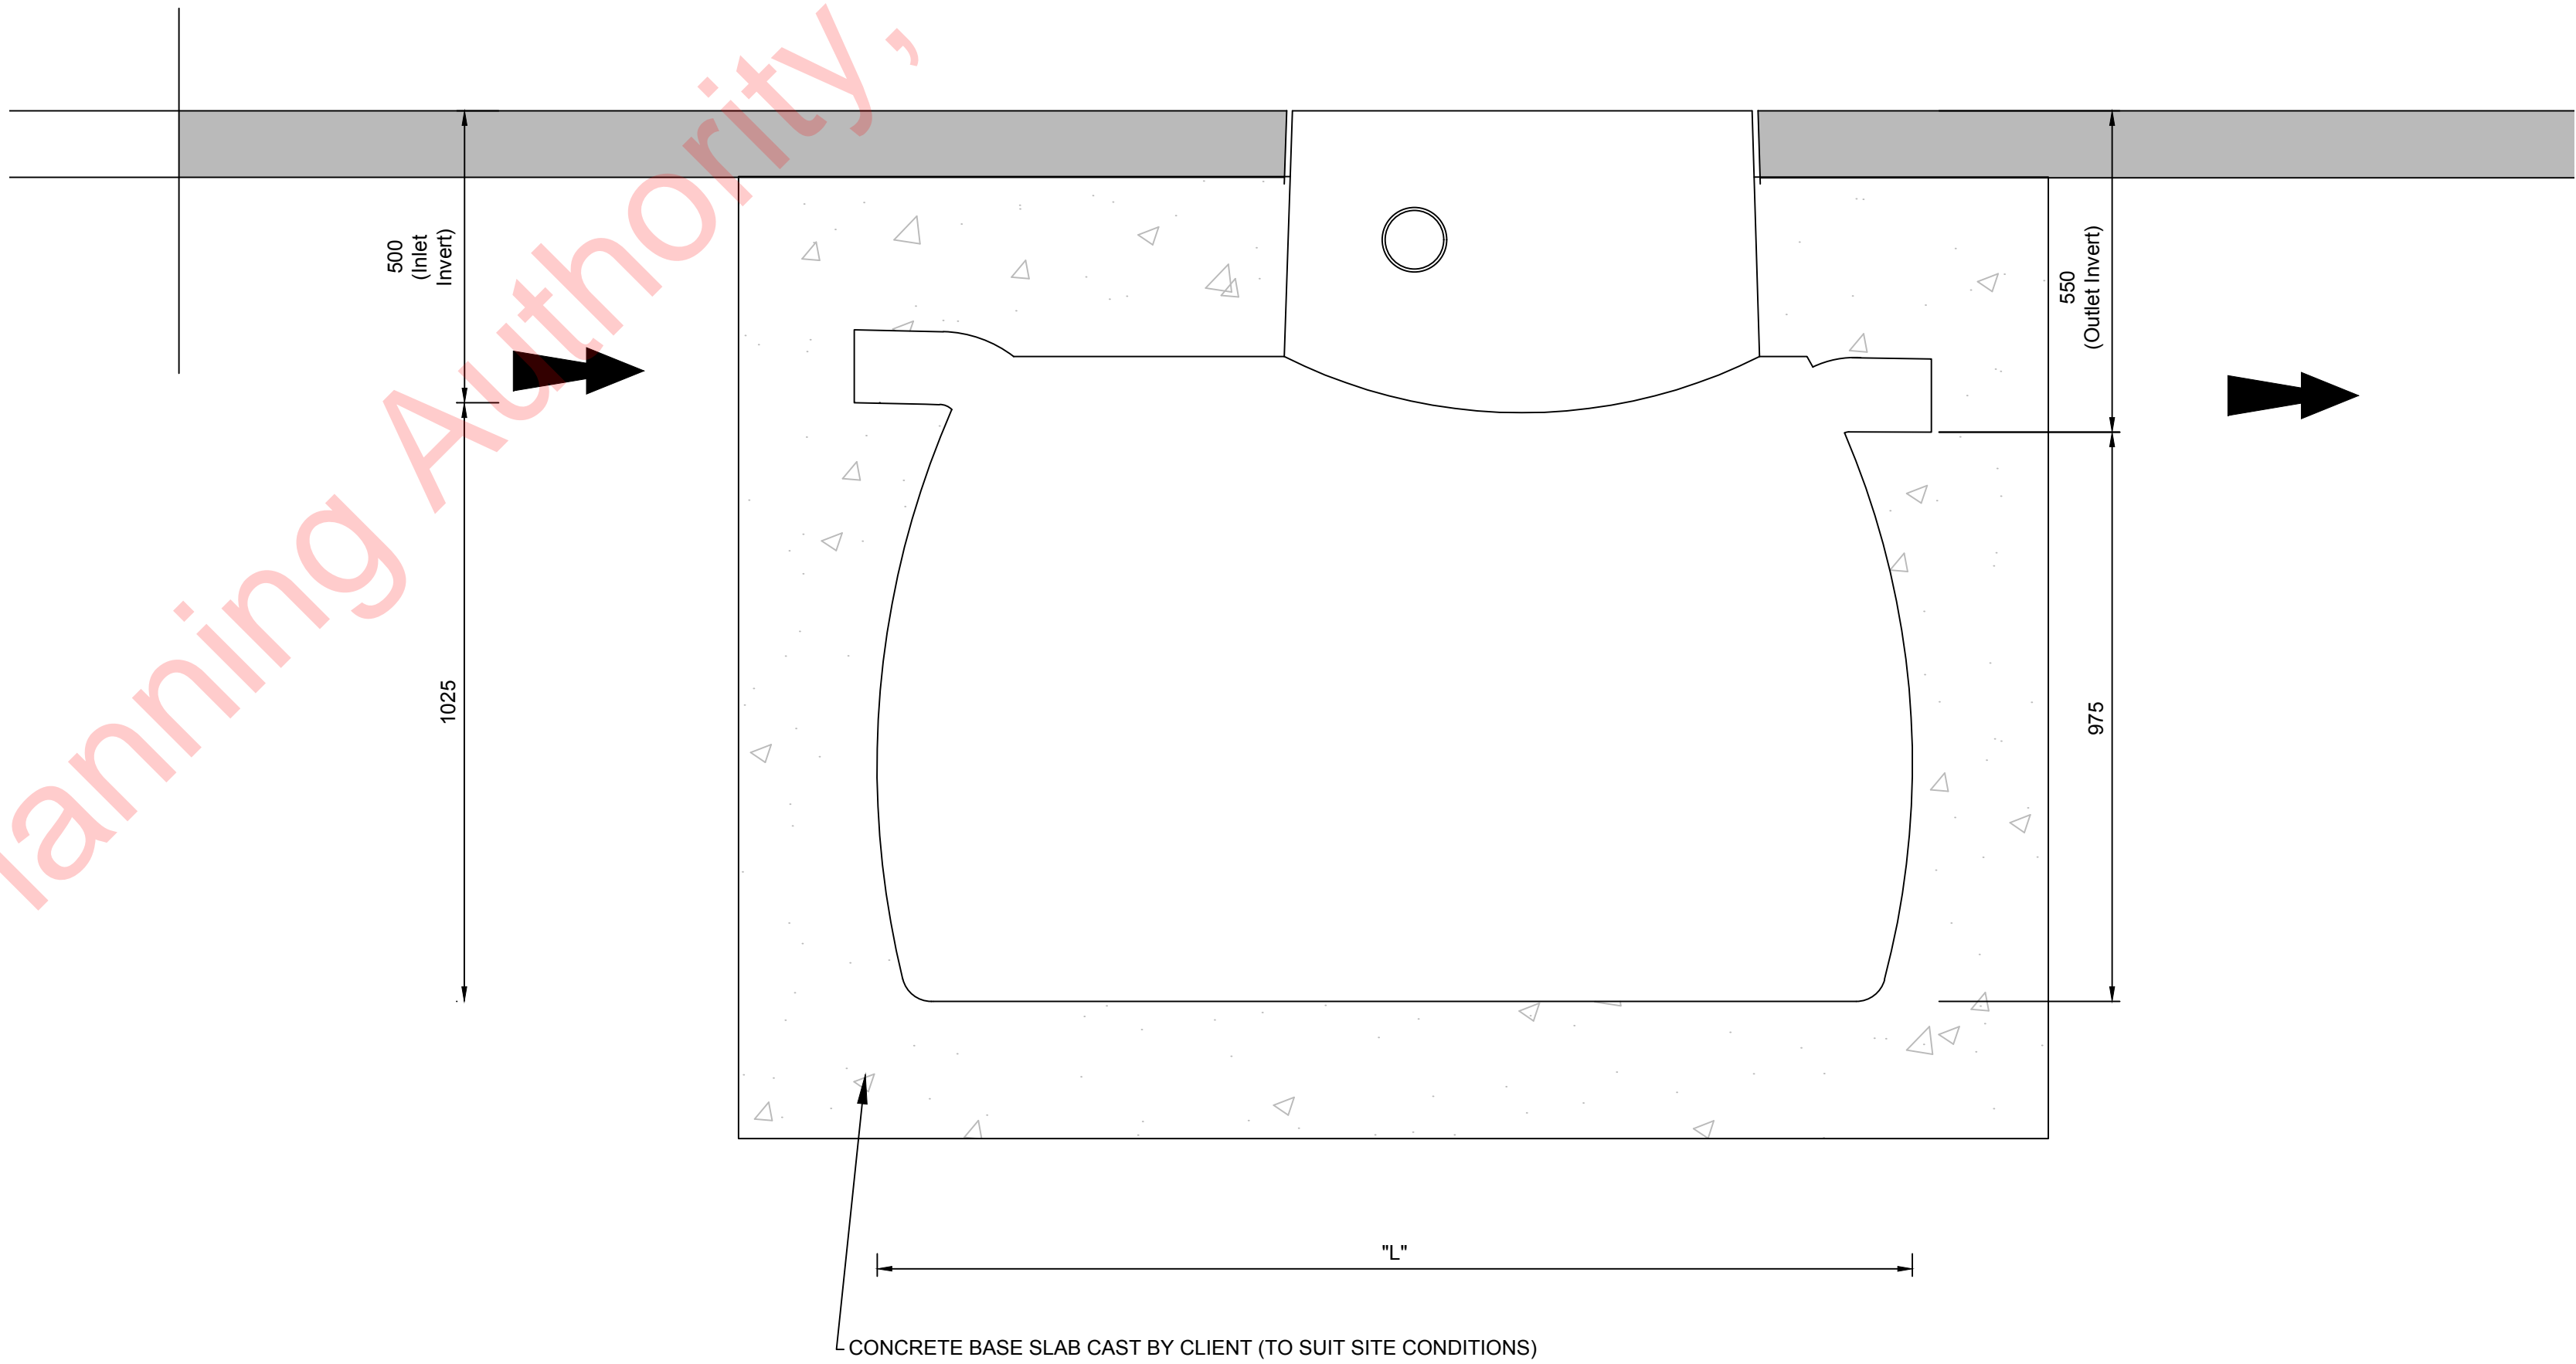 500
(Inlet
Invert)
1025
550
(Outlet Invert)
975
"L"
CONCRETE BASE SLAB CAST BY CLIENT (TO SUIT SITE CONDITIONS)
Authority,